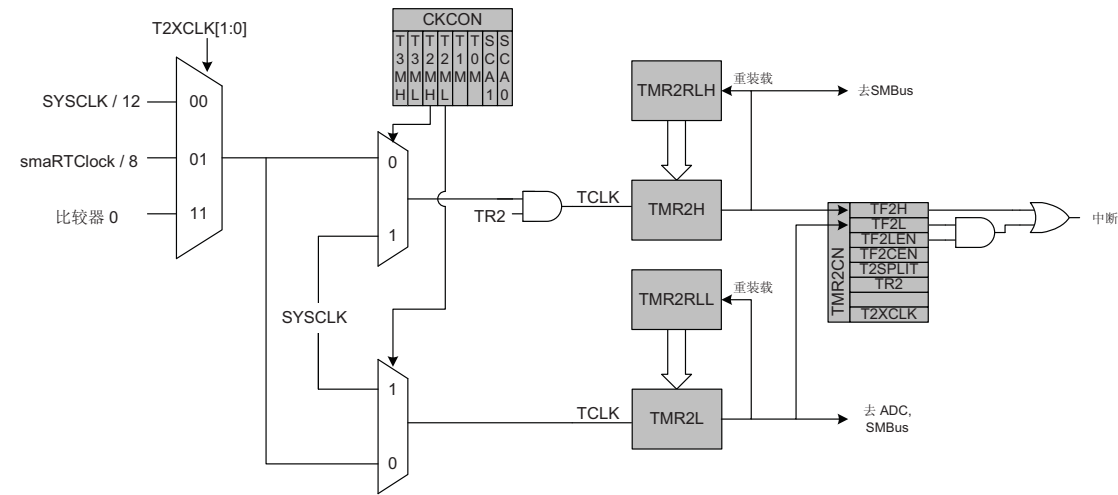 T2XCLK[1:0]
CKCON
T3MH
T3ML
T2MH
T2ML
T1M
T0M
SCA1
SCA0
SYSCLK / 12
00
smaRTClock / 8
01
比较器 0
11
0
1
SYSCLK
1
0
TR2
TCLK
TMR2RLH
重装载
去SMBus
TMR2H
TMR2RLL
重装载
TCLK
TMR2L
去 ADC,
SMBus
TMR2CN
TF2H
TF2L
TF2LEN
TF2CEN
T2SPLIT
TR2
T2XCLK
中断